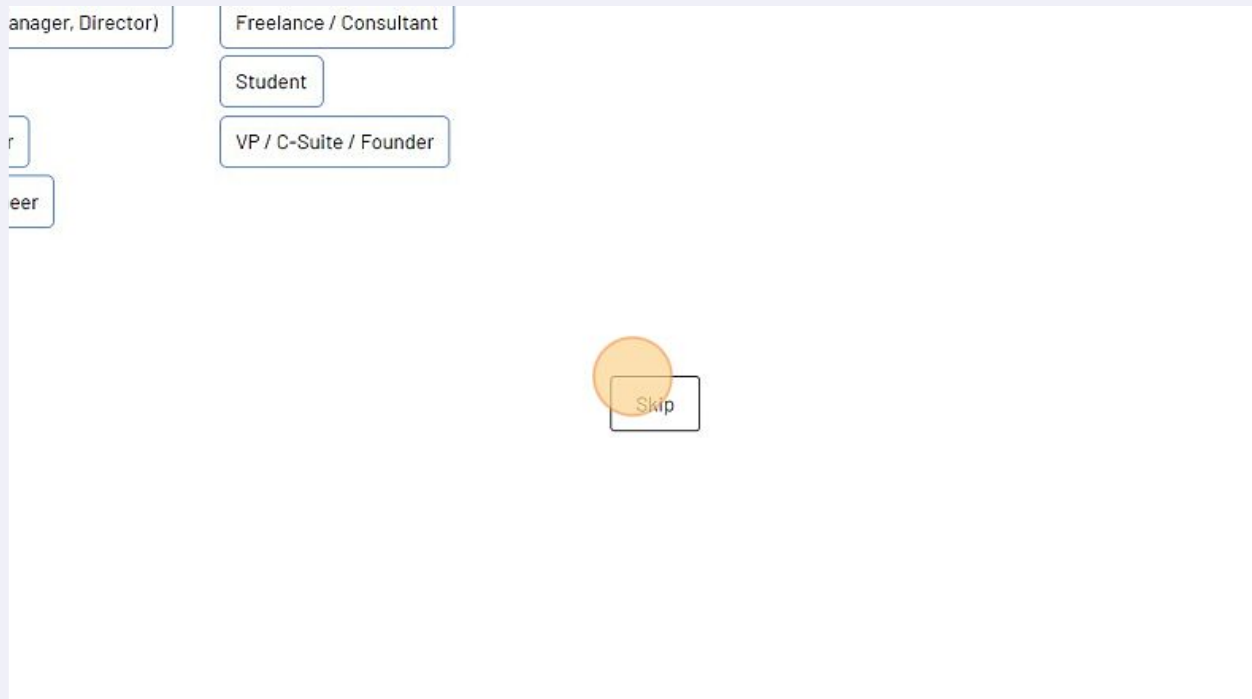 anager, Director)
Freelance / Consultant
Student
r
VP / C-Suite / Founder
eer
Skip